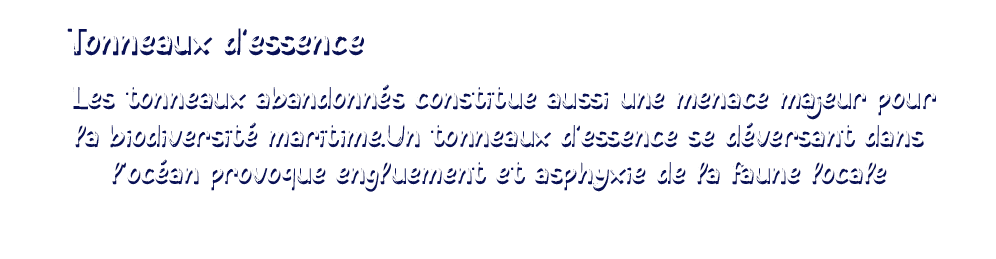 Tonneaux d'essence
Les tonneaux abandonnés constitue aussi une menace majeur pour
la biodiversité maritime.Un tonneaux d'essence se déversant dans
l'océan provoque engluement et asphyxie de la faune locale